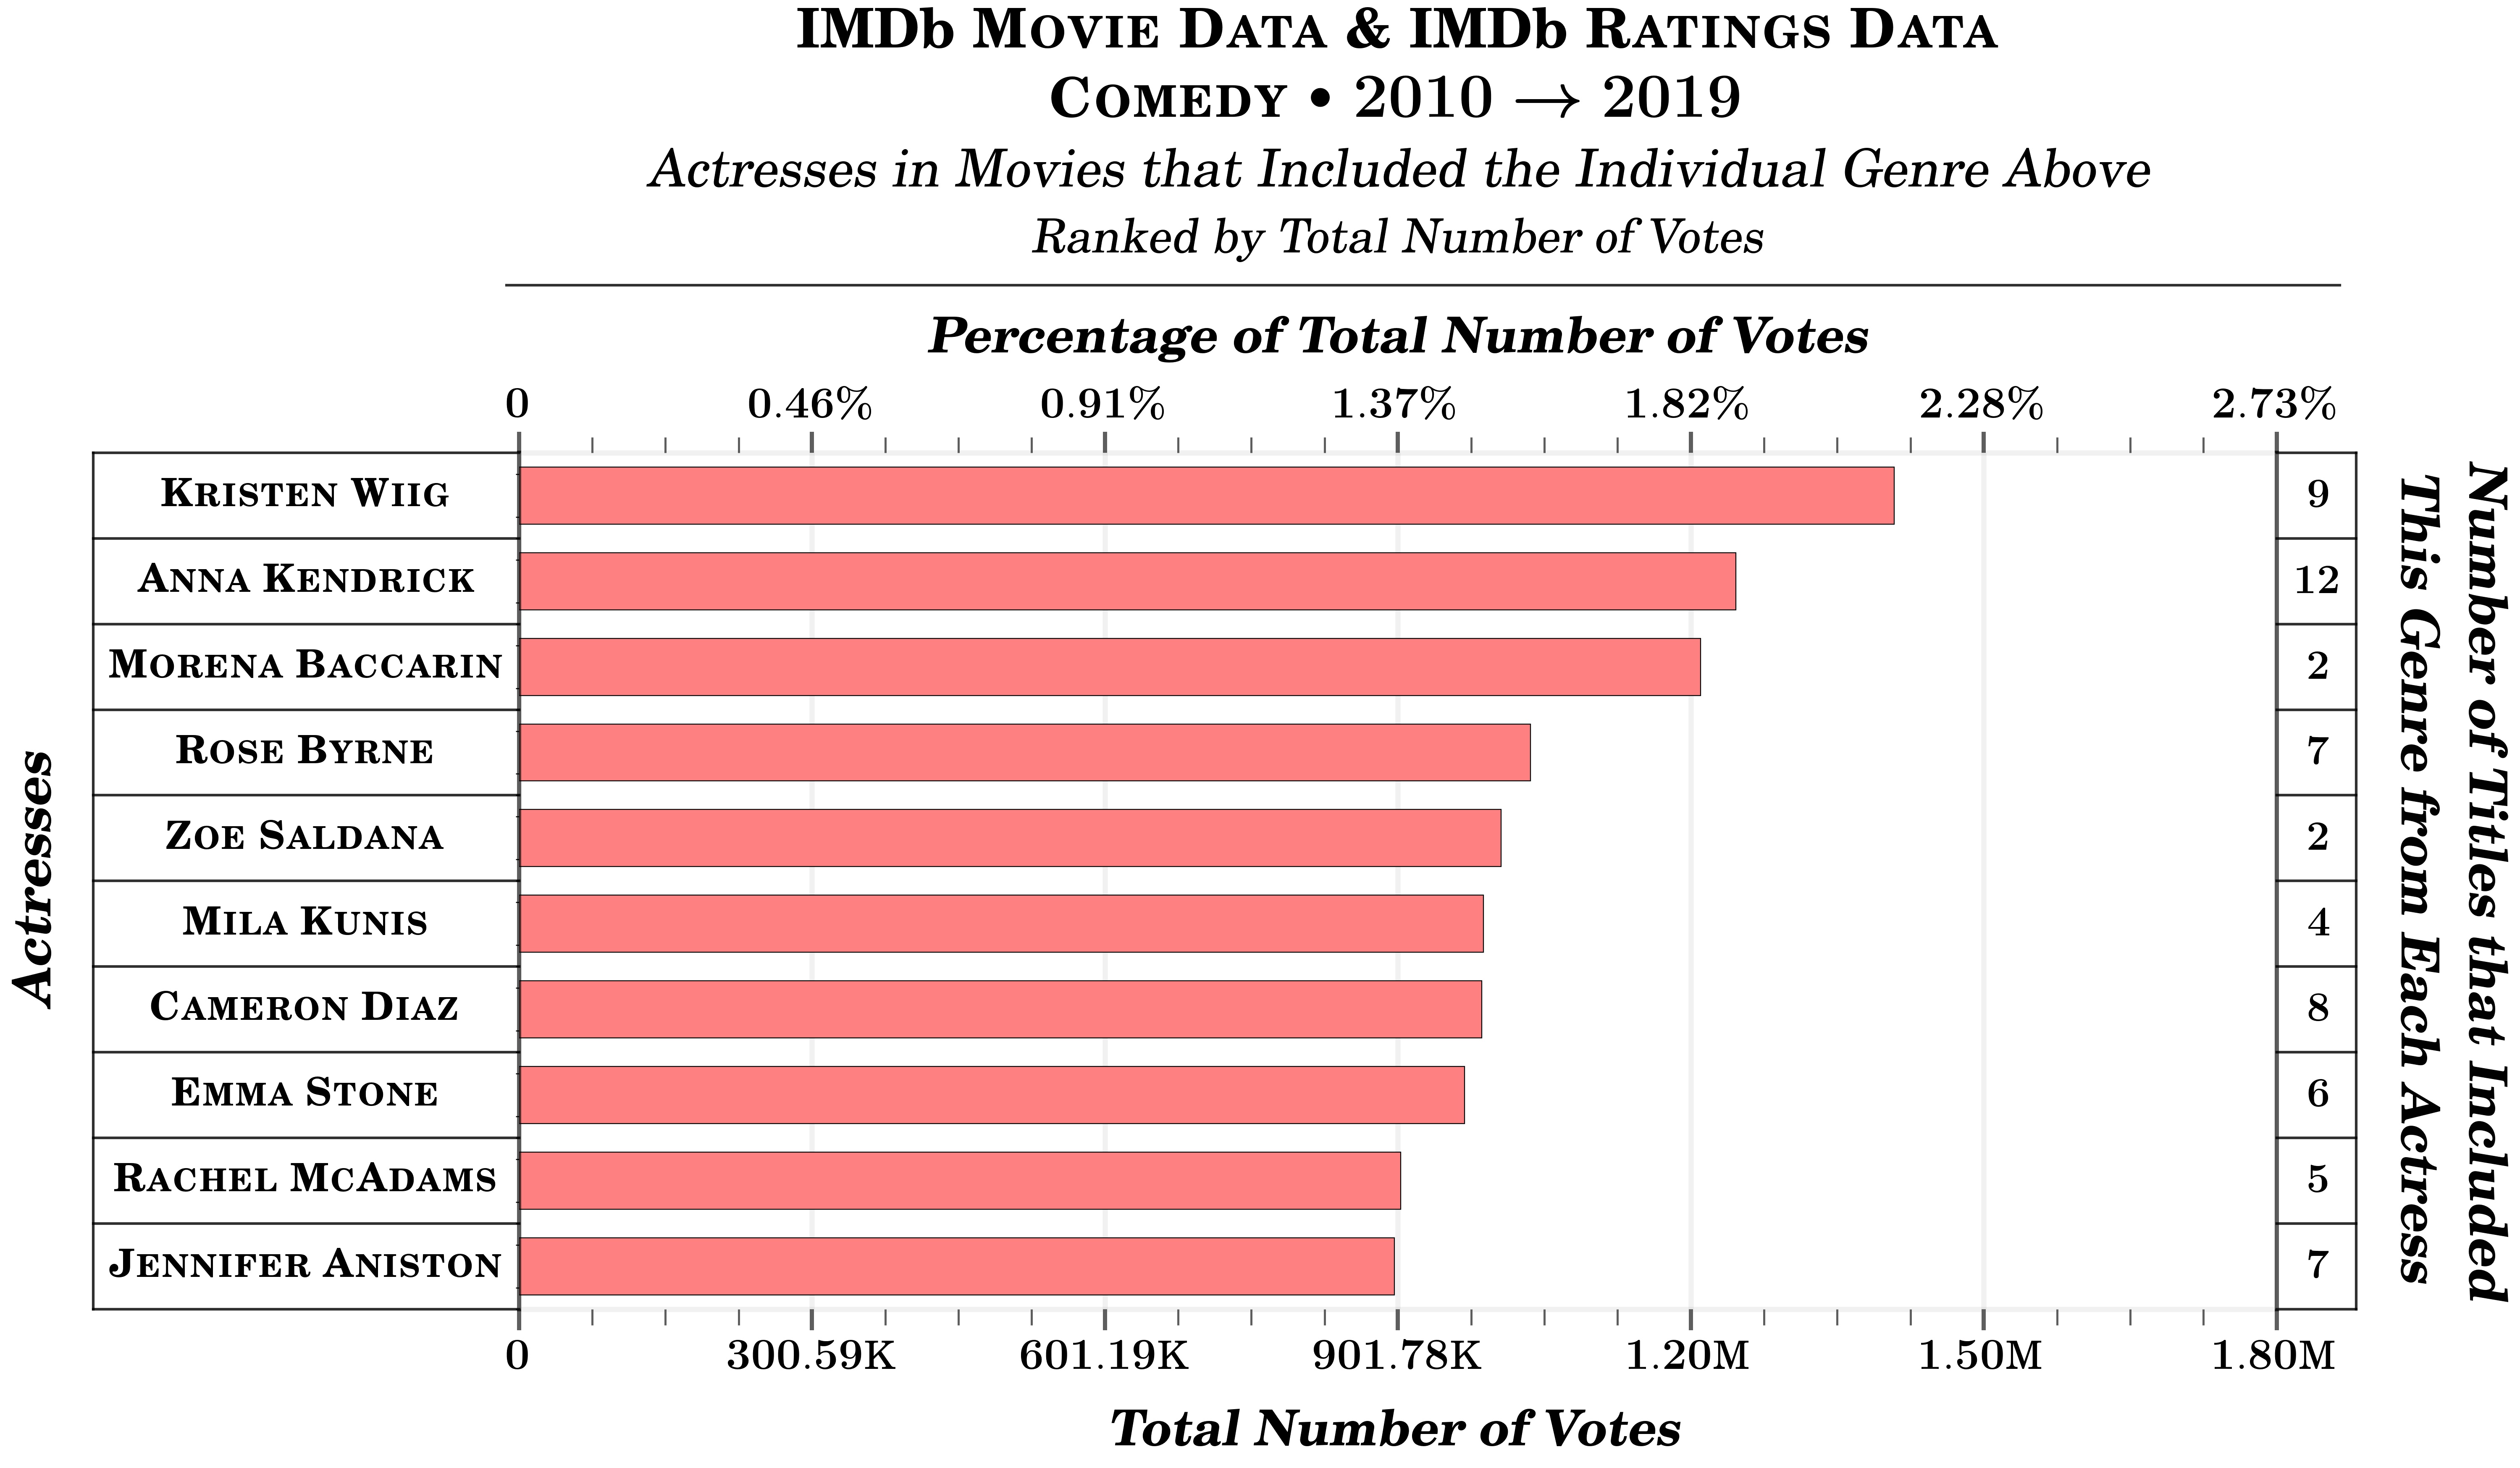 IMDb Movie Data & IMDb Ratings Data
Comedy • 2010 → 2019
Actresses in Movies that Included the Individual Genre Above
Ranked by Total Number of Votes
Percentage of Total Number of Votes
0 0.46% 0.91% 1.37% 1.82% 2.28% 2.73%
Actresses
Kristen Wiig 9
Anna Kendrick 12
Morena Baccarin 2
Rose Byrne 7
Zoe Saldana 2
Mila Kunis 4
Cameron Diaz 8
Emma Stone 6
Rachel McAdams 5
Jennifer Aniston 7
Number of Titles that Included
This Genre from Each Actress
0 300.59K 601.19K 901.78K 1.20M 1.50M 1.80M
Total Number of Votes